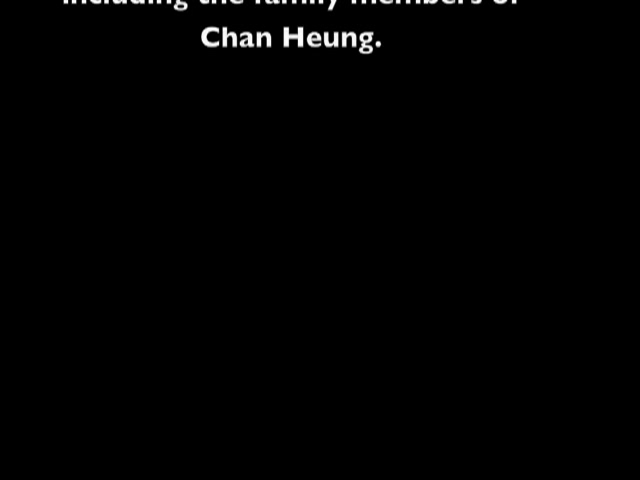 including the family members of
Chan Heung.